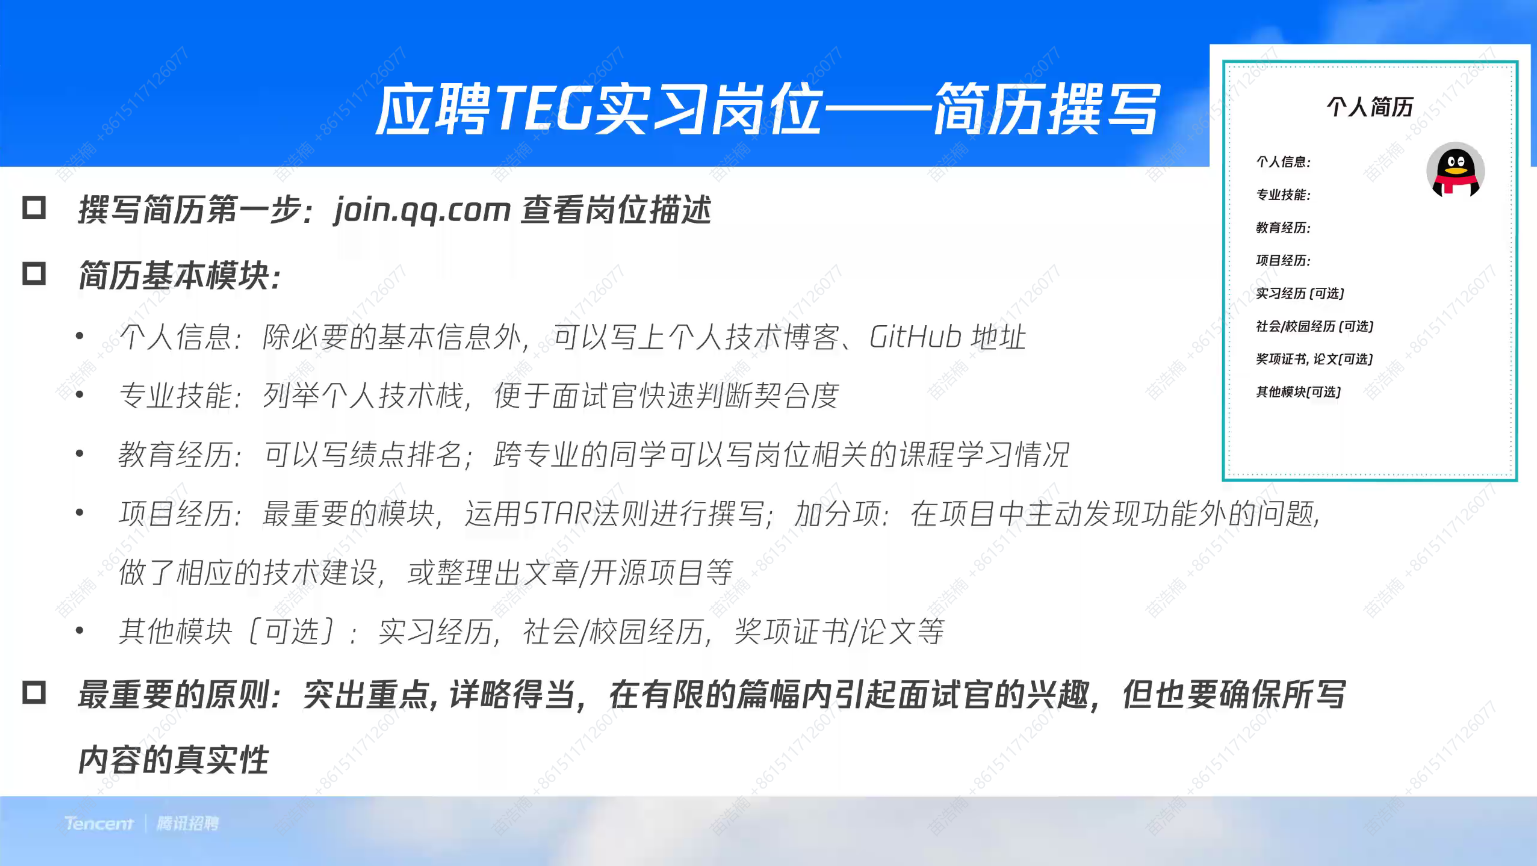 应聘TEG实习岗位——简历撰写
撰写简历第一步：join.qq.com 查看岗位描述
简历基本模块：
• 个人信息：除必要的基本信息外，可以写上个人技术博客、GitHub 地址
• 专业技能：列举个人技术栈，便于面试官快速判断契合度
• 教育经历：可以写绩点排名；跨专业的同学可以写岗位相关的课程学习情况
• 项目经历：最重要的模块，运用STAR法则进行撰写；加分项：在项目中主动发现功能外的问题,
做了相应的技术建设，或整理出文章/开源项目等
• 其他模块（可选）：实习经历，社会/校园经历，奖项证书/论文等
最重要的原则：突出重点, 详略得当，在有限的篇幅内引起面试官的兴趣，但也要确保所写
内容的真实性
个人简历
个人信息：
专业技能：
教育经历：
项目经历：
实习经历 (可选)
社会/校园经历 (可选)
奖项证书, 论文(可选)
其他模块(可选)
Tencent | 腾讯招聘
苗浩楠 +8615117126077